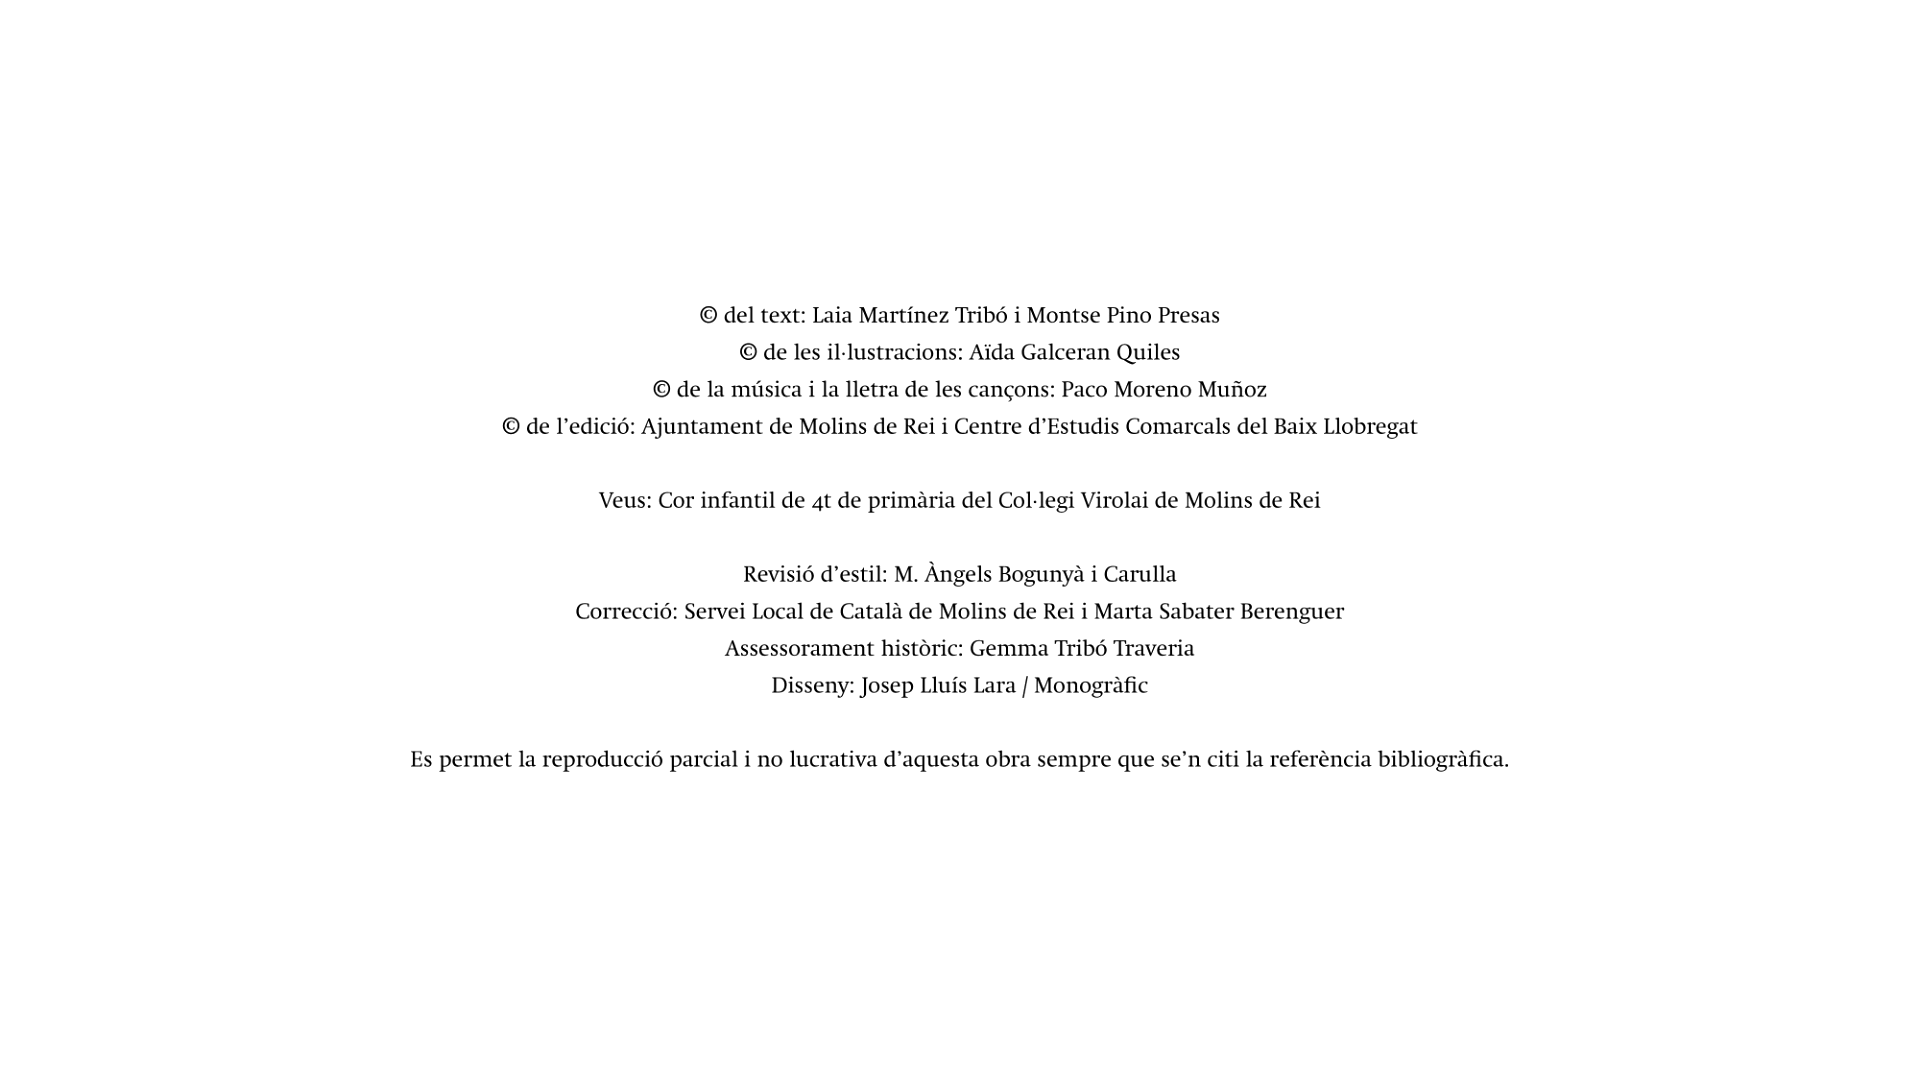 © del text: Laia Martínez Tribó i Montse Pino Presas
© de les il·lustracions: Aïda Galceran Quiles
© de la música i la lletra de les cançons: Paco Moreno Muñoz
© de l’edició: Ajuntament de Molins de Rei i Centre d’Estudis Comarcals del Baix Llobregat
Veus: Cor infantil de 4t de primària del Col·legi Virolai de Molins de Rei
Revisió d’estil: M. Àngels Bogunyà i Carulla
Correcció: Servei Local de Català de Molins de Rei i Marta Sabater Berenguer
Assessorament històric: Gemma Tribó Traveria
Disseny: Josep Lluís Lara / Monogràfic
Es permet la reproducció parcial i no lucrativa d’aquesta obra sempre que se’n citi la referència bibliogràfica.